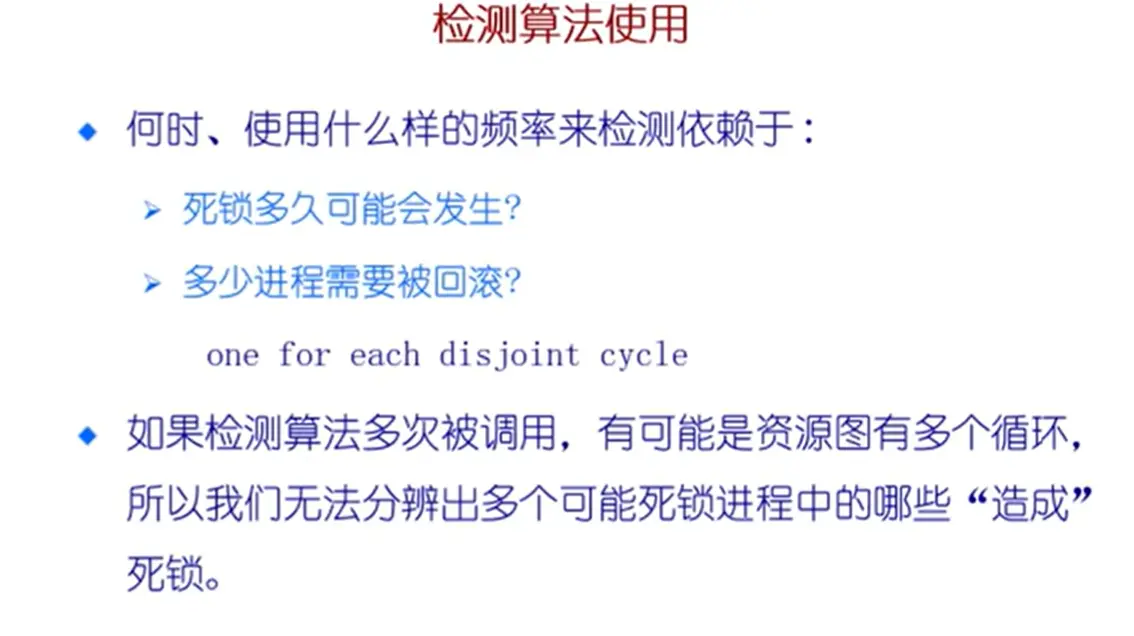 检测算法使用
何时、使用什么样的频率来检测依赖于：
死锁多久可能会发生？
多少进程需要被回滚？
one for each disjoint cycle
如果检测算法多次被调用，有可能是资源图有多个循环，
所以我们无法分辨出多个可能死锁进程中的哪些“造成”
死锁。